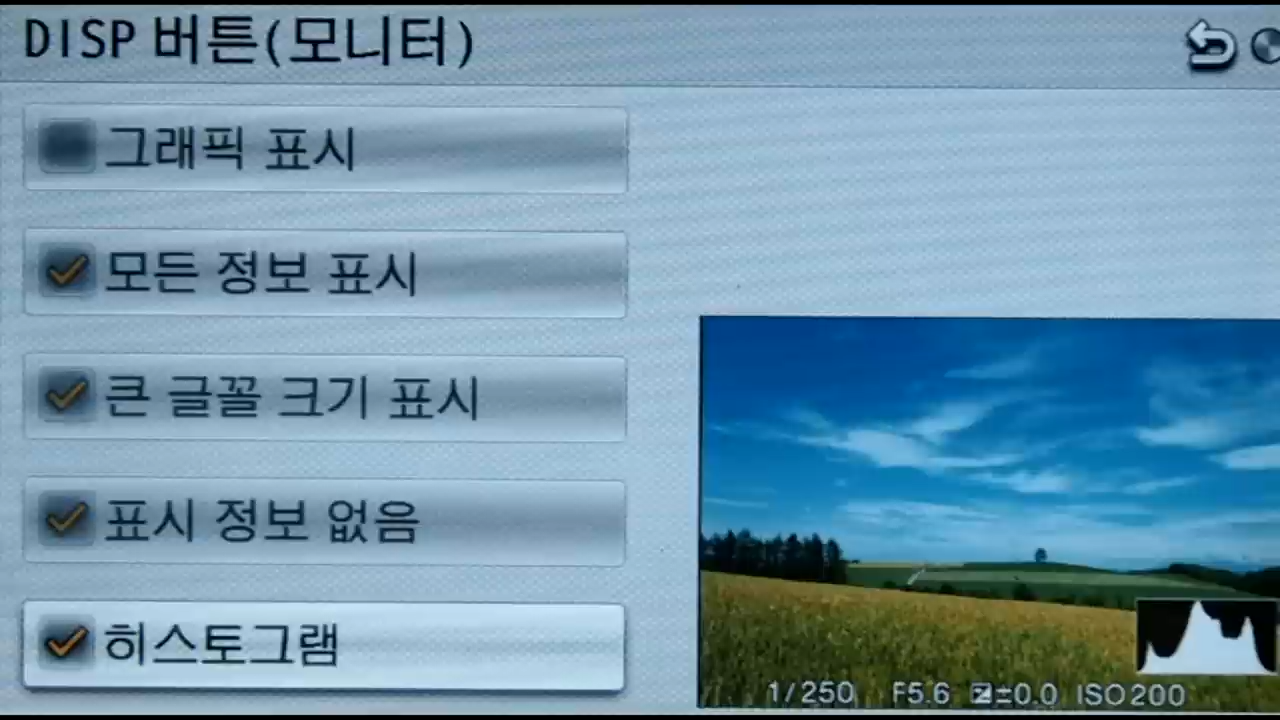 DISP 버튼(모니터)
그래픽 표시
모든 정보 표시
큰 글꼴 크기 표시
표시 정보 없음
히스토그램
1/250 F5.6 ±0.0 ISO200